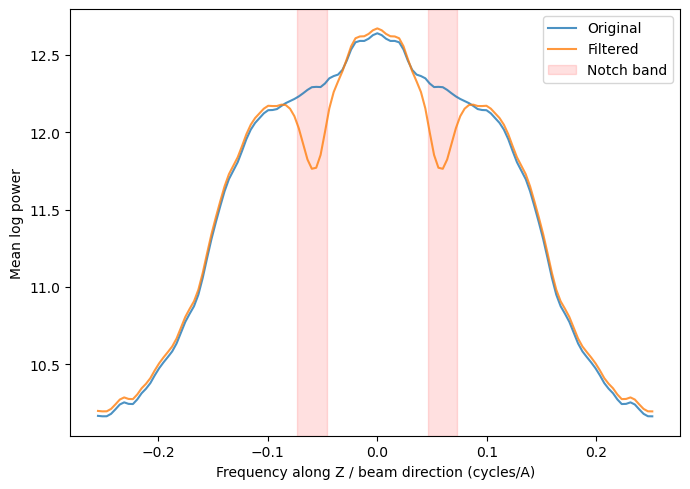 Original
Filtered
Notch band
12.5
12.0
11.5
11.0
10.5
Mean log power
−0.2 −0.1 0.0 0.1 0.2
Frequency along Z / beam direction (cycles/A)